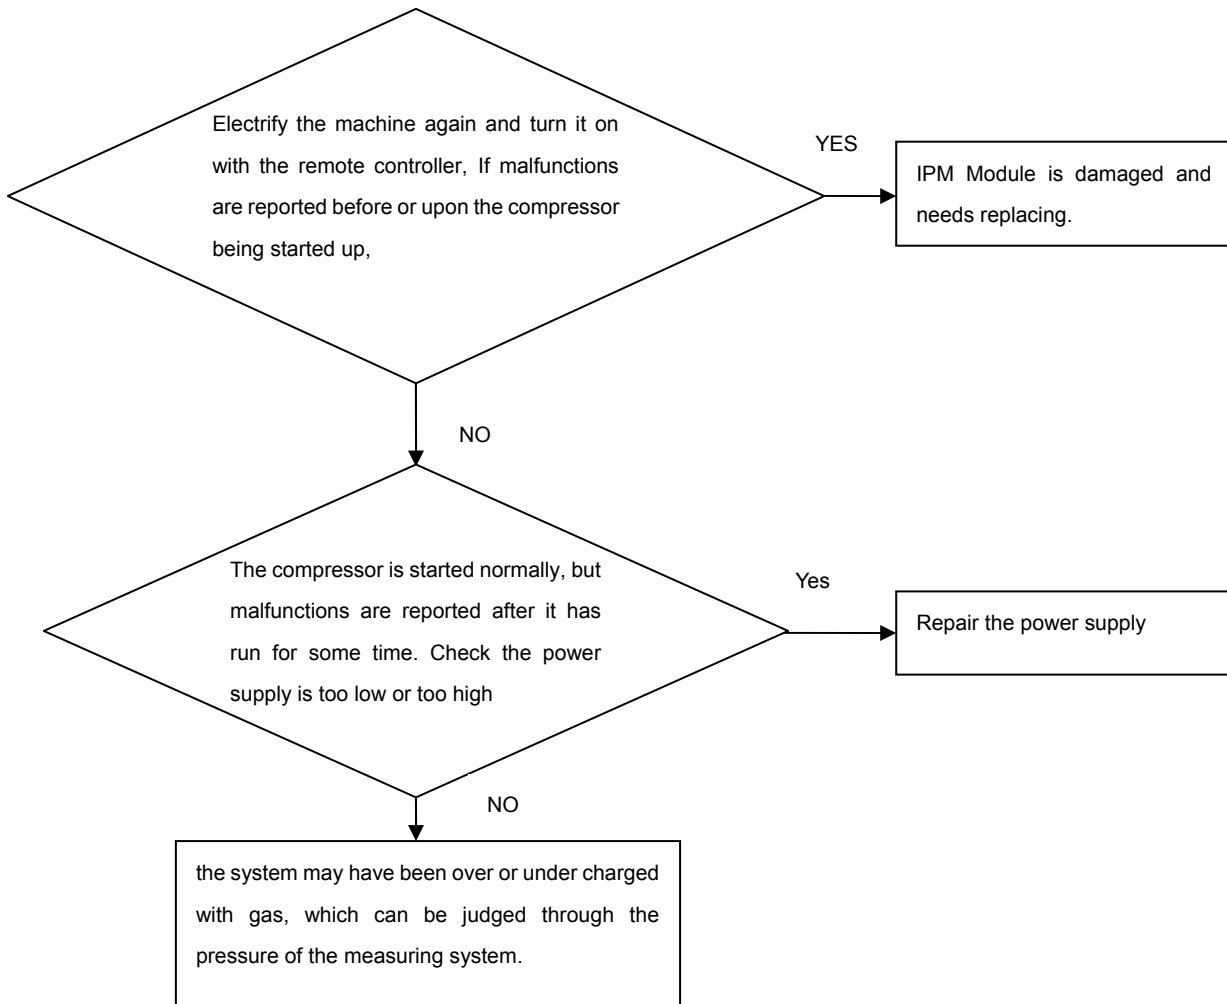 Electrify the machine again and turn it on
with the remote controller, If malfunctions
are reported before or upon the compressor
being started up,
YES
IPM Module is damaged and
needs replacing.
NO
The compressor is started normally, but
malfunctions are reported after it has
run for some time. Check the power
supply is too low or too high
Yes
Repair the power supply
NO
the system may have been over or under charged
with gas, which can be judged through the
pressure of the measuring system.